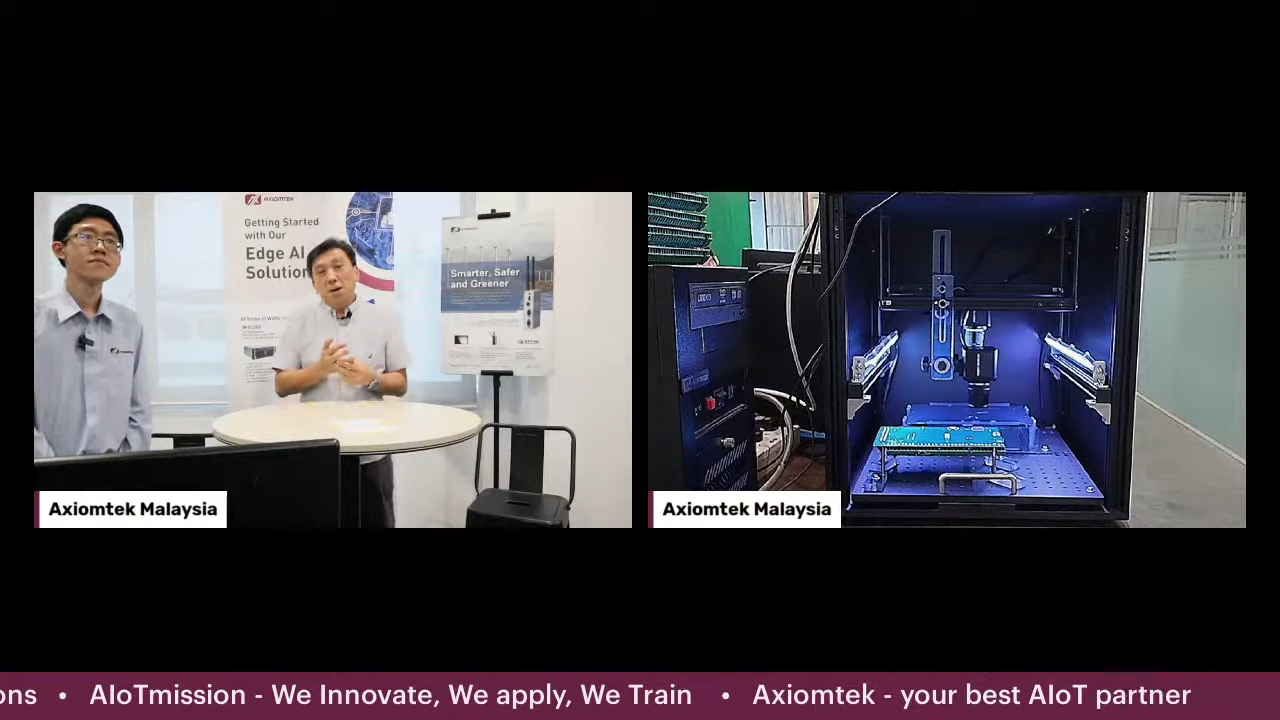 AXIOMTEK
Getting Started
with Our
Edge AI
Solution
Smarter, Safer
and Greener
Axiomtek Malaysia
Axiomtek Malaysia
ons • AIoTmission - We Innovate, We apply, We Train • Axiomtek - your best AIoT partner